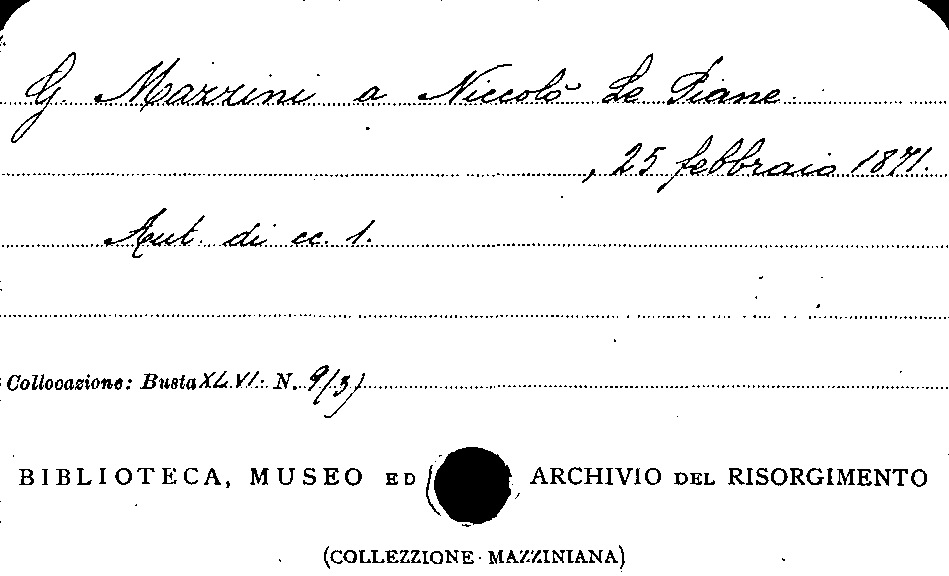 G. Mazzini a Niccolò Le Piane.
, 25 febbraio 1871.
Aut. di cc. 1.
Collocazione: Busta XLVI. N. 9/3)
BIBLIOTECA, MUSEO ED ARCHIVIO DEL RISORGIMENTO
(COLLEZIONE MAZZINIANA)